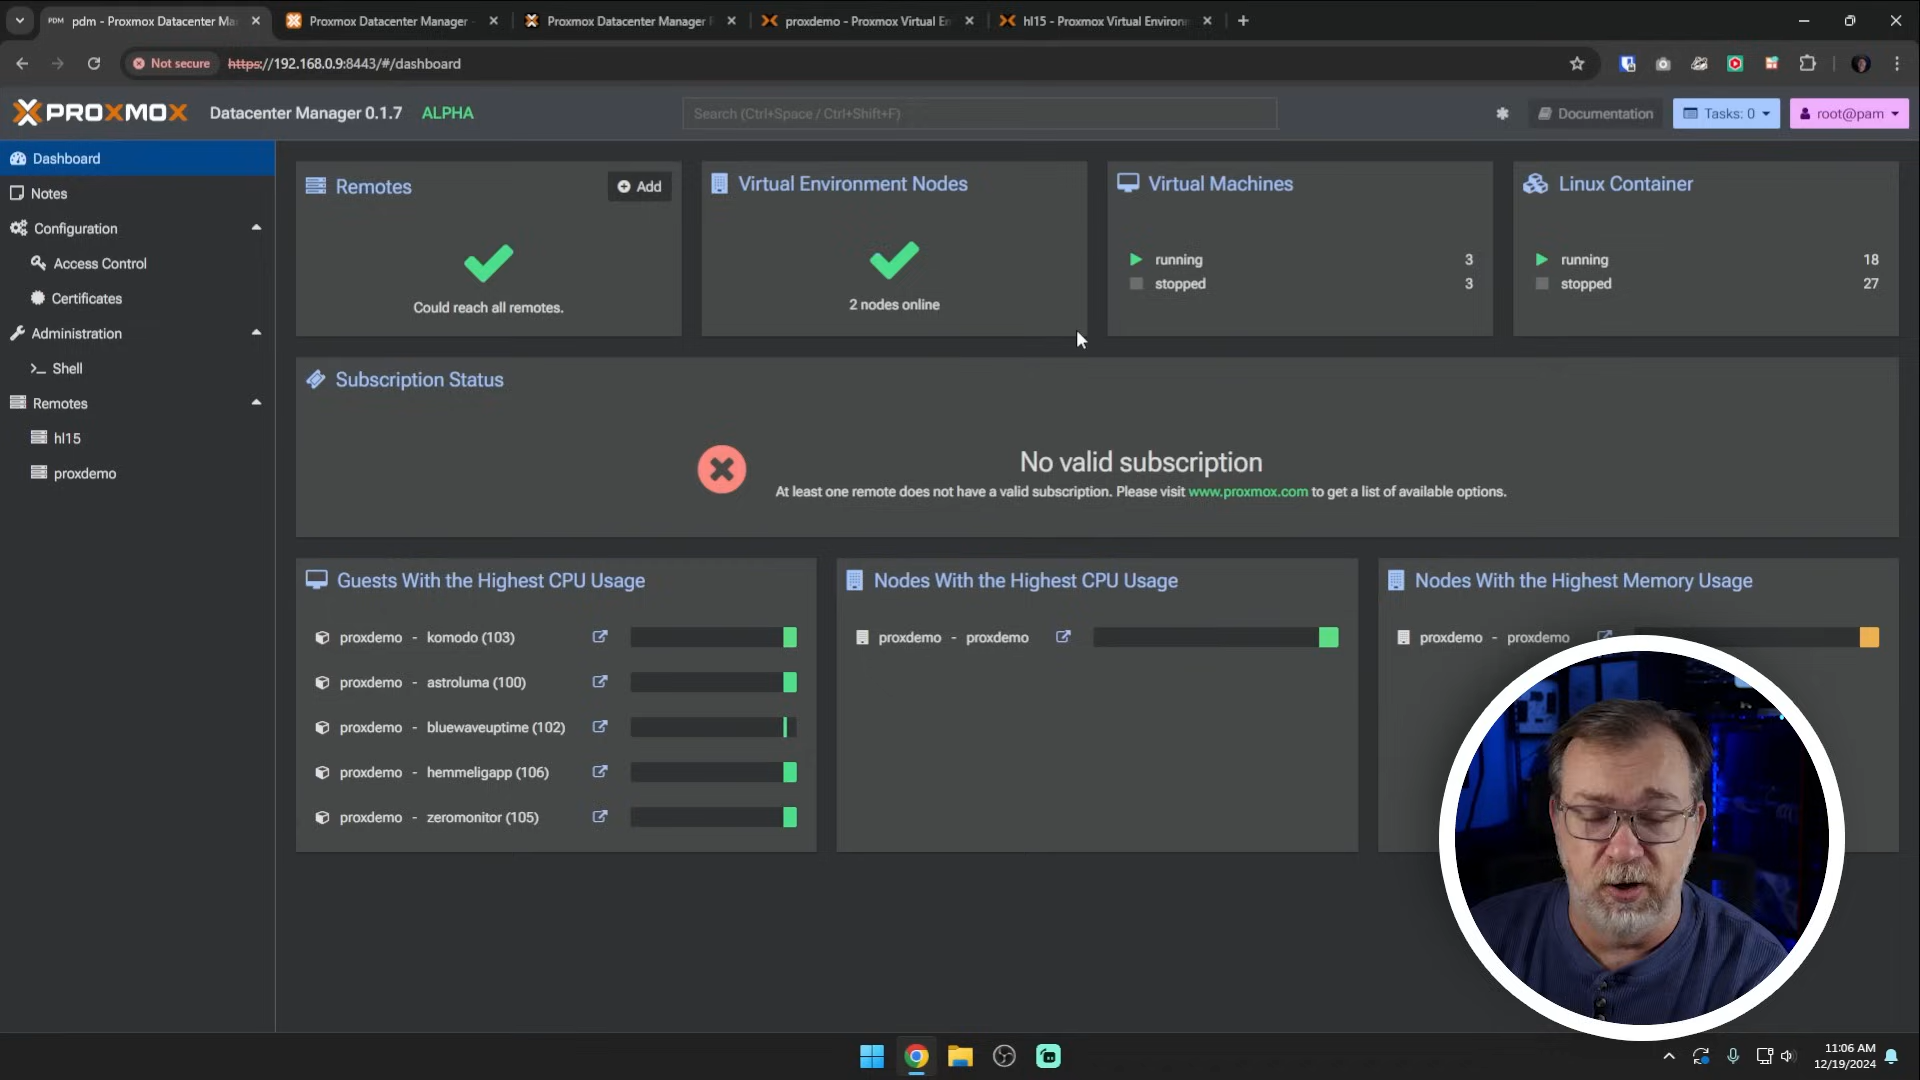 PDM pdm - Proxmox Datacenter Ma
Proxmox Datacenter Manager
Proxmox Datacenter Manager
proxdemo - Proxmox Virtual En
hl15 - Proxmox Virtual Environ
Not secure https://192.168.0.9:8443/#/dashboard
PROXMOX Datacenter Manager 0.1.7 ALPHA
Search (Ctrl+Space / Ctrl+Shift+F)
Documentation
Tasks: 0
root@pam
Dashboard
Notes
Configuration
Access Control
Certificates
Administration
Shell
Remotes
hl15
proxdemo
Remotes
Add
Could reach all remotes.
Virtual Environment Nodes
2 nodes online
Virtual Machines
running 3
stopped 3
Linux Container
running 18
stopped 27
Subscription Status
No valid subscription
At least one remote does not have a valid subscription. Please visit www.proxmox.com to get a list of available options.
Guests With the Highest CPU Usage
proxdemo - komodo (103)
proxdemo - astroluma (100)
proxdemo - bluewaveuptime (102)
proxdemo - hemmeligapp (106)
proxdemo - zeromonitor (105)
Nodes With the Highest CPU Usage
proxdemo - proxdemo
Nodes With the Highest Memory Usage
proxdemo - proxdemo
11:06 AM
12/19/2024